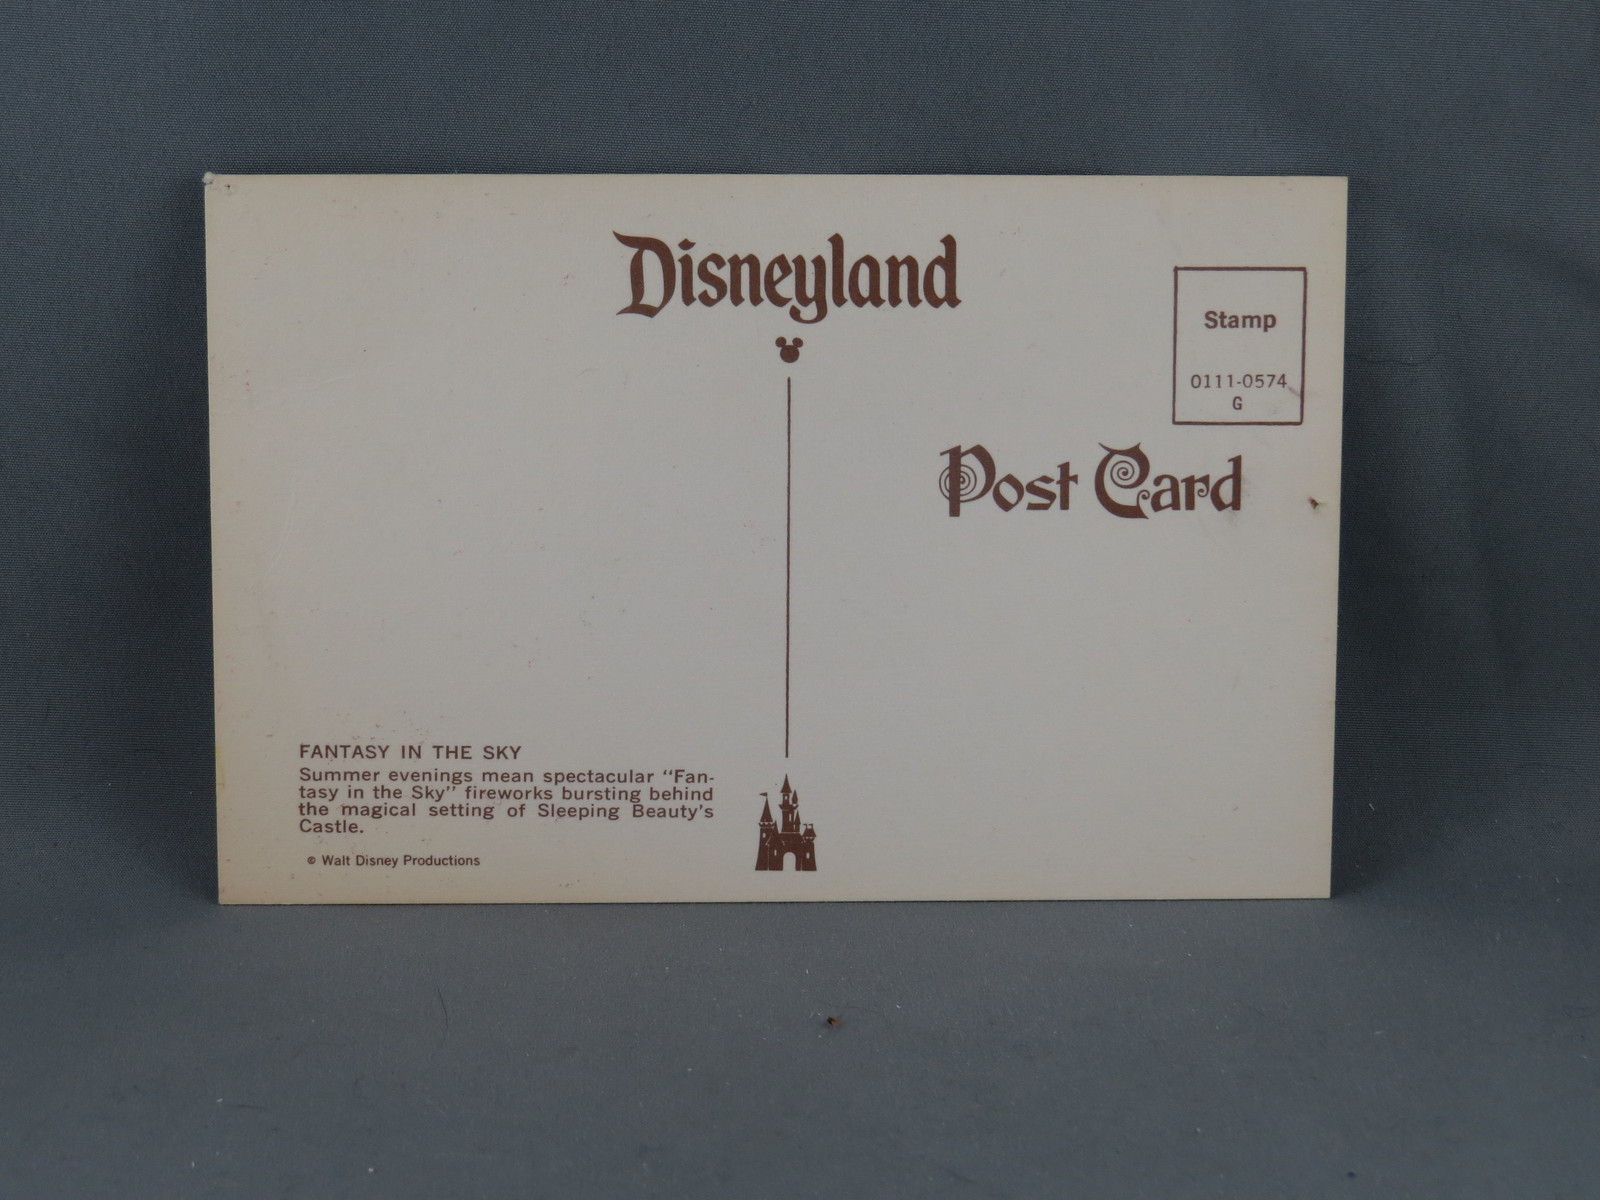 Disneyland
Stamp
0111-0574
G
Post Card
FANTASY IN THE SKY
Summer evenings mean spectacular “Fan-
tasy in the Sky” fireworks bursting behind
the magical setting of Sleeping Beauty’s
Castle.
© Walt Disney Productions